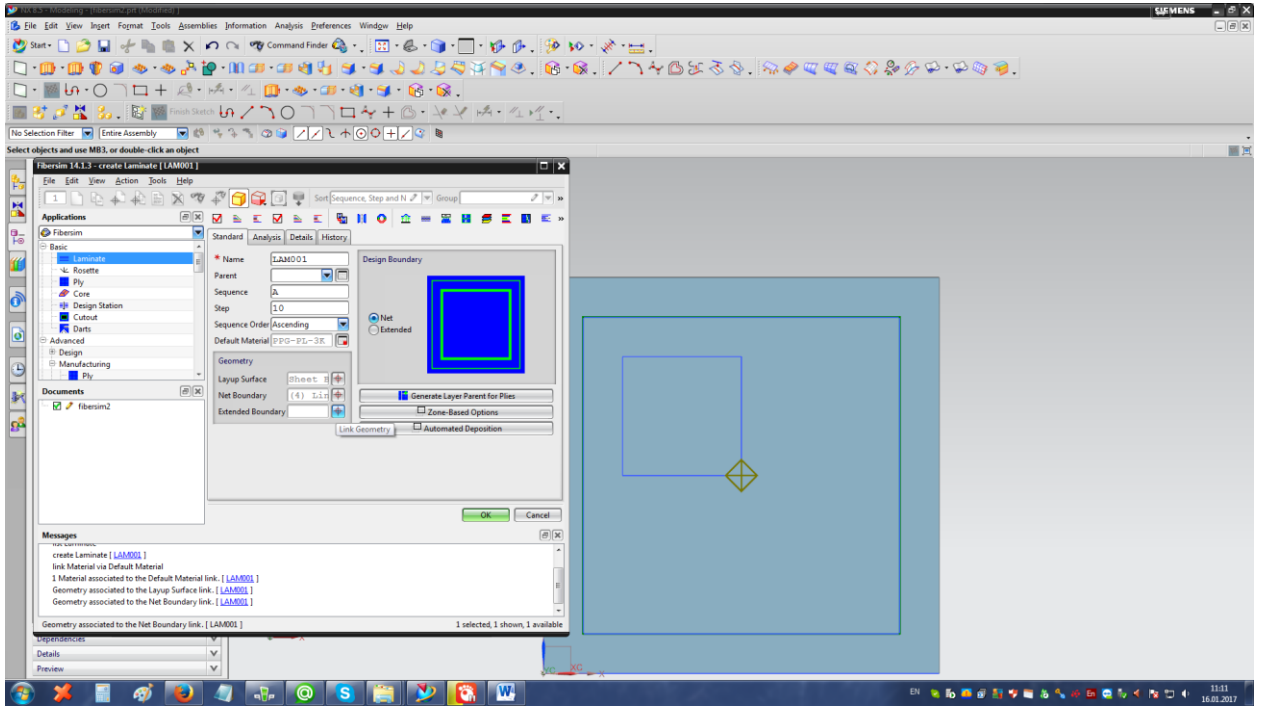 NX 8.5 - Modeling - [fibersim2.prt (Modified) ]
SIEMENS
File Edit View Insert Format Tools Assemblies Information Analysis Preferences Window Help
Start Command Finder
Finish Sketch
No Selection Filter Entire Assembly
Select objects and use MB3, or double-click an object
Fibersim 14.1.3 - create Laminate [ LAM001 ]
File Edit View Action Tools Help
1 Sort Sequence, Step and N Group
Applications
Fibersim
Basic
Laminate
Rosette
Ply
Core
Design Station
Cutout
Darts
Advanced
Design
Manufacturing
Ply
Documents
fibersim2
Standard Analysis Details History
* Name LAM001
Parent
Sequence A
Step 10
Sequence Order Ascending
Default Material PPG-PL-3K
Geometry
Layup Surface Sheet B
Net Boundary (4) Lin
Extended Boundary
Link Geometry
Design Boundary
Net
Extended
Generate Layer Parent for Plies
Zone-Based Options
Automated Deposition
OK Cancel
Messages
list Laminate
create Laminate [ LAM001 ]
link Material via Default Material
1 Material associated to the Default Material link. [ LAM001 ]
Geometry associated to the Layup Surface link. [ LAM001 ]
Geometry associated to the Net Boundary link. [ LAM001 ]
Geometry associated to the Net Boundary link. [ LAM001 ] 1 selected, 1 shown, 1 available
Dependencies
Details
Preview
X
YC XC X
EN
11:11
16.01.2017